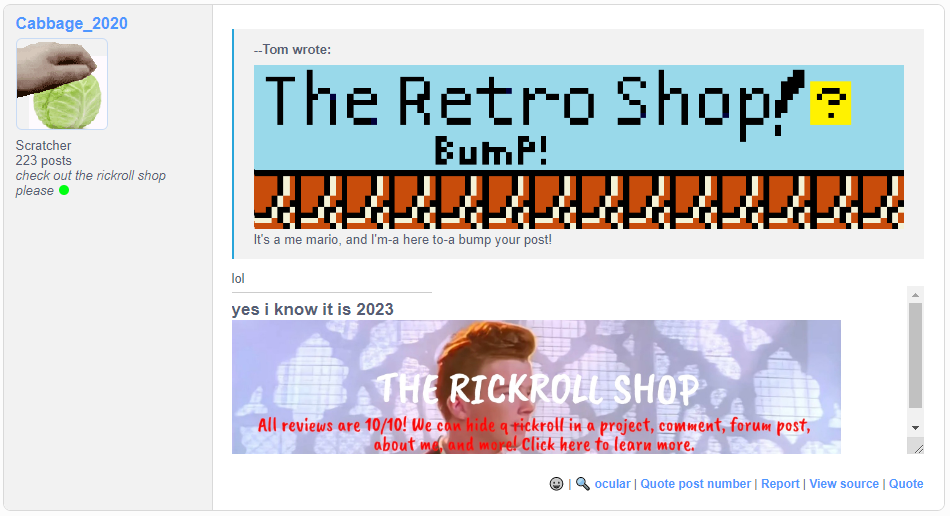 Cabbage_2020
Scratcher
223 posts
check out the rickroll shop
please
--Tom wrote:
The Retro Shop! ?
BumP!
It's a me mario, and I'm-a here to-a bump your post!
lol
yes i know it is 2023
THE RICKROLL SHOP
All reviews are 10/10! We can hide a rickroll in a project, comment, forum post,
about me, and more! Click here to learn more.
| ocular | Quote post number | Report | View source | Quote